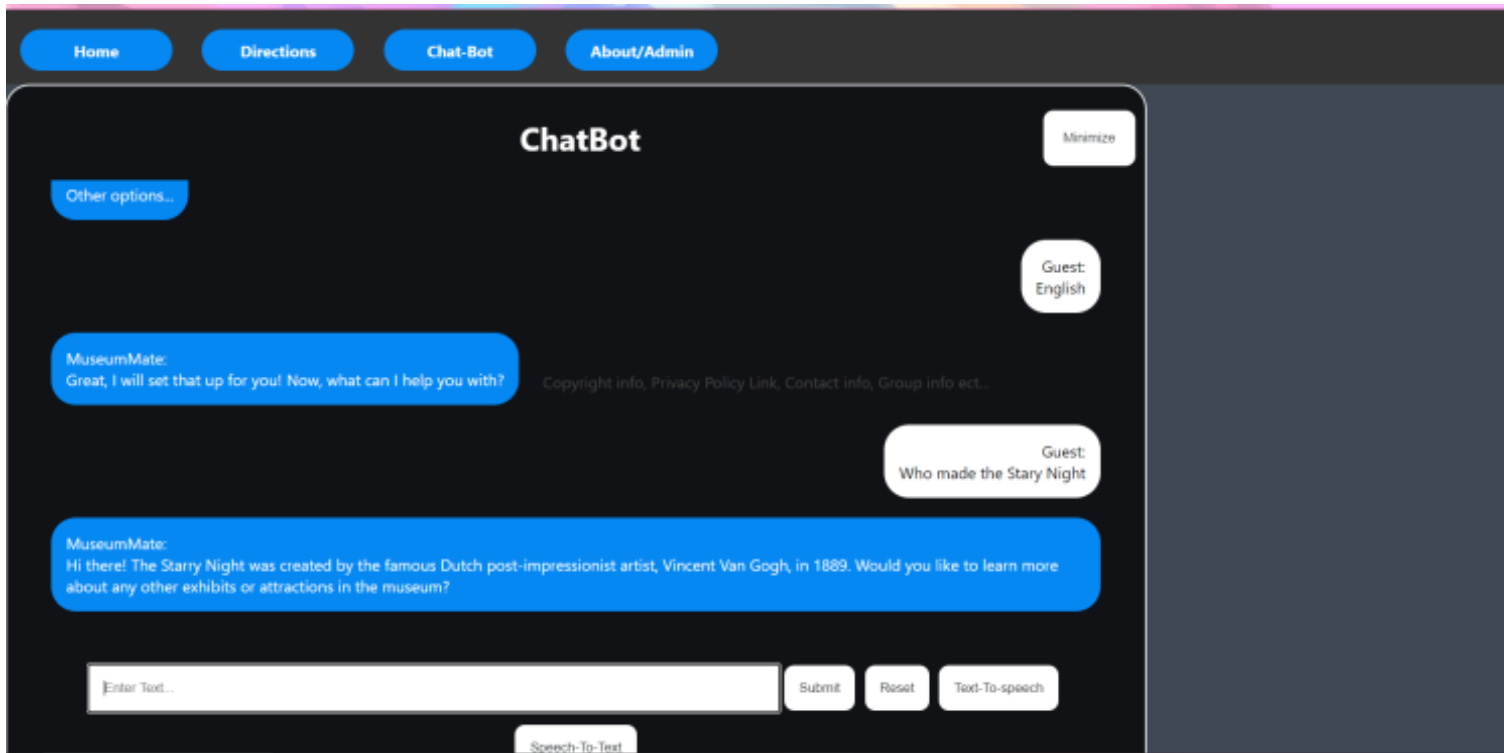 Home
Directions
Chat-Bot
About/Admin
ChatBot
Minimize
Other options...
Guest:
English
MuseumMate:
Great, I will set that up for you! Now, what can I help you with?
Copyright info, Privacy Policy Link, Contact info, Group info ect...
Guest:
Who made the Stary Night
MuseumMate:
Hi there! The Starry Night was created by the famous Dutch post-impressionist artist, Vincent Van Gogh, in 1889. Would you like to learn more
about any other exhibits or attractions in the museum?
Enter Text...
Submit
Reset
Text-To-speech
Speech-To-Text